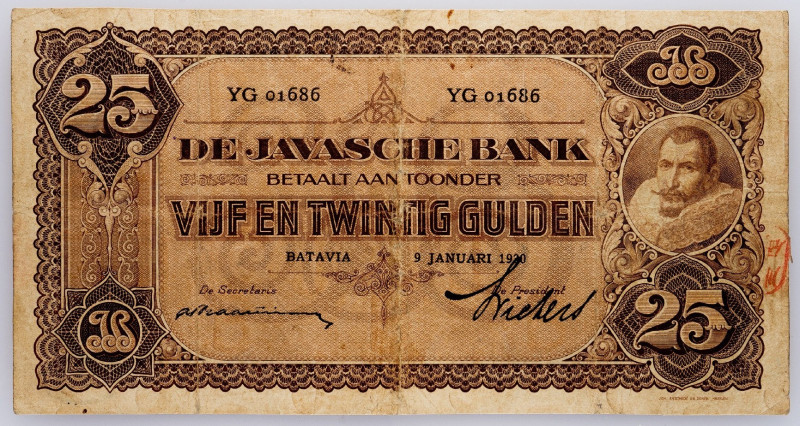 25
YG 01686 YG 01686
DE JAVASCHE BANK
BETAALT AAN TOONDER
VIJF EN TWINTIG GULDEN
BATAVIA 9 JANUARI 1930
De Secretaris De President
25